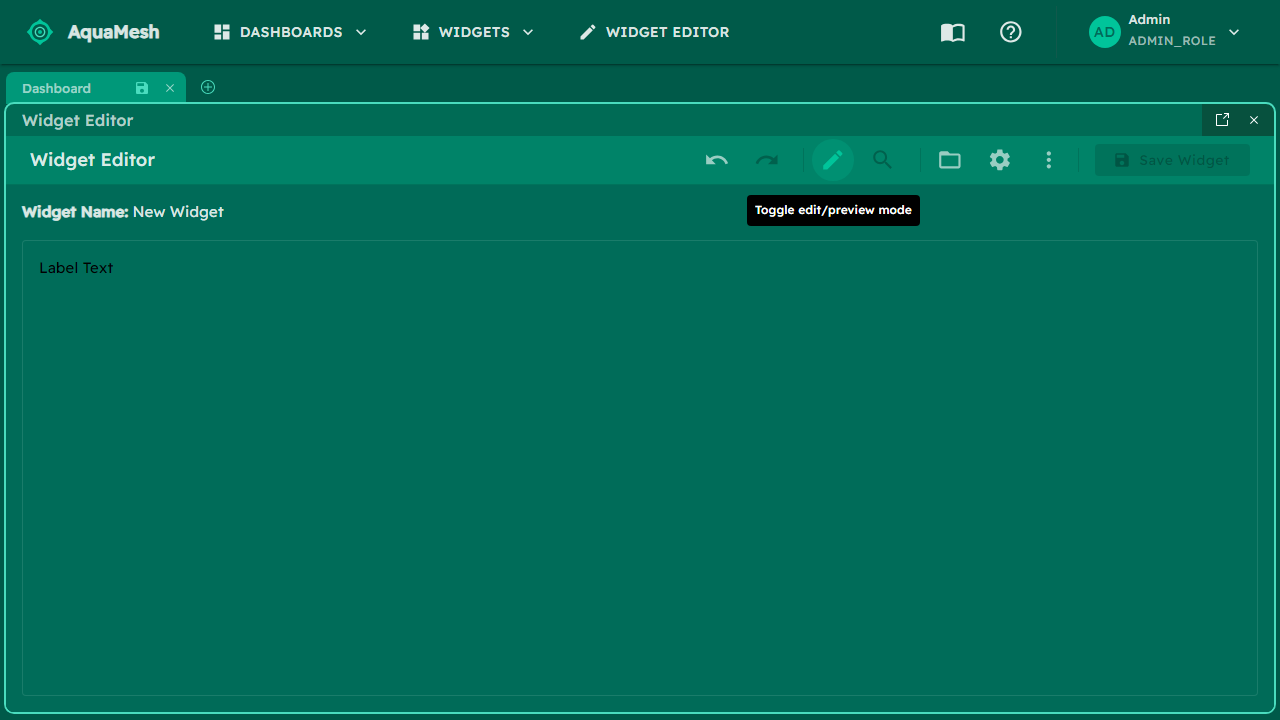 AquaMesh
DASHBOARDS
WIDGETS
WIDGET EDITOR
AD
Admin
ADMIN_ROLE
Dashboard
Widget Editor
Widget Editor
Save Widget
Widget Name: New Widget
Toggle edit/preview mode
Label Text